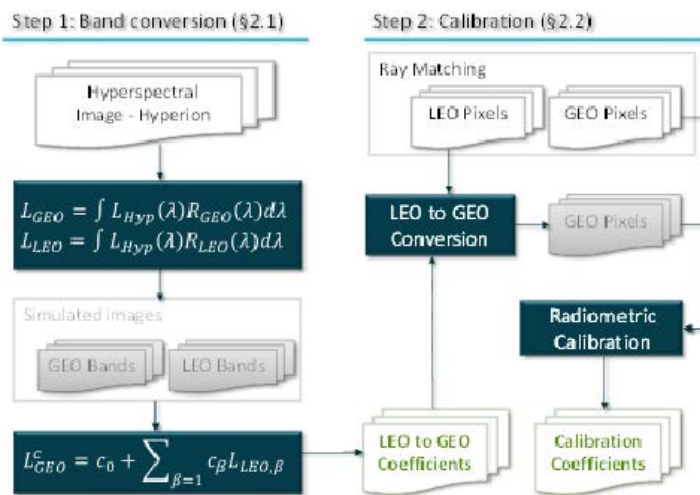 Step 1: Band conversion (§2.1)
Hyperspectral
Image - Hyperion
L_GEO = ∫ L_Hyp(λ)R_GEO(λ)dλ
L_LEO = ∫ L_Hyp(λ)R_LEO(λ)dλ
Simulated images
GEO Bands
LEO Bands
L^c_GEO = c_0 + ∑_{β=1} c_β L_{LEO,β}
Step 2: Calibration (§2.2)
Ray Matching
LEO Pixels
GEO Pixels
LEO to GEO
Conversion
GEO Pixels
Radiometric
Calibration
LEO to GEO
Coefficients
Calibration
Coefficients